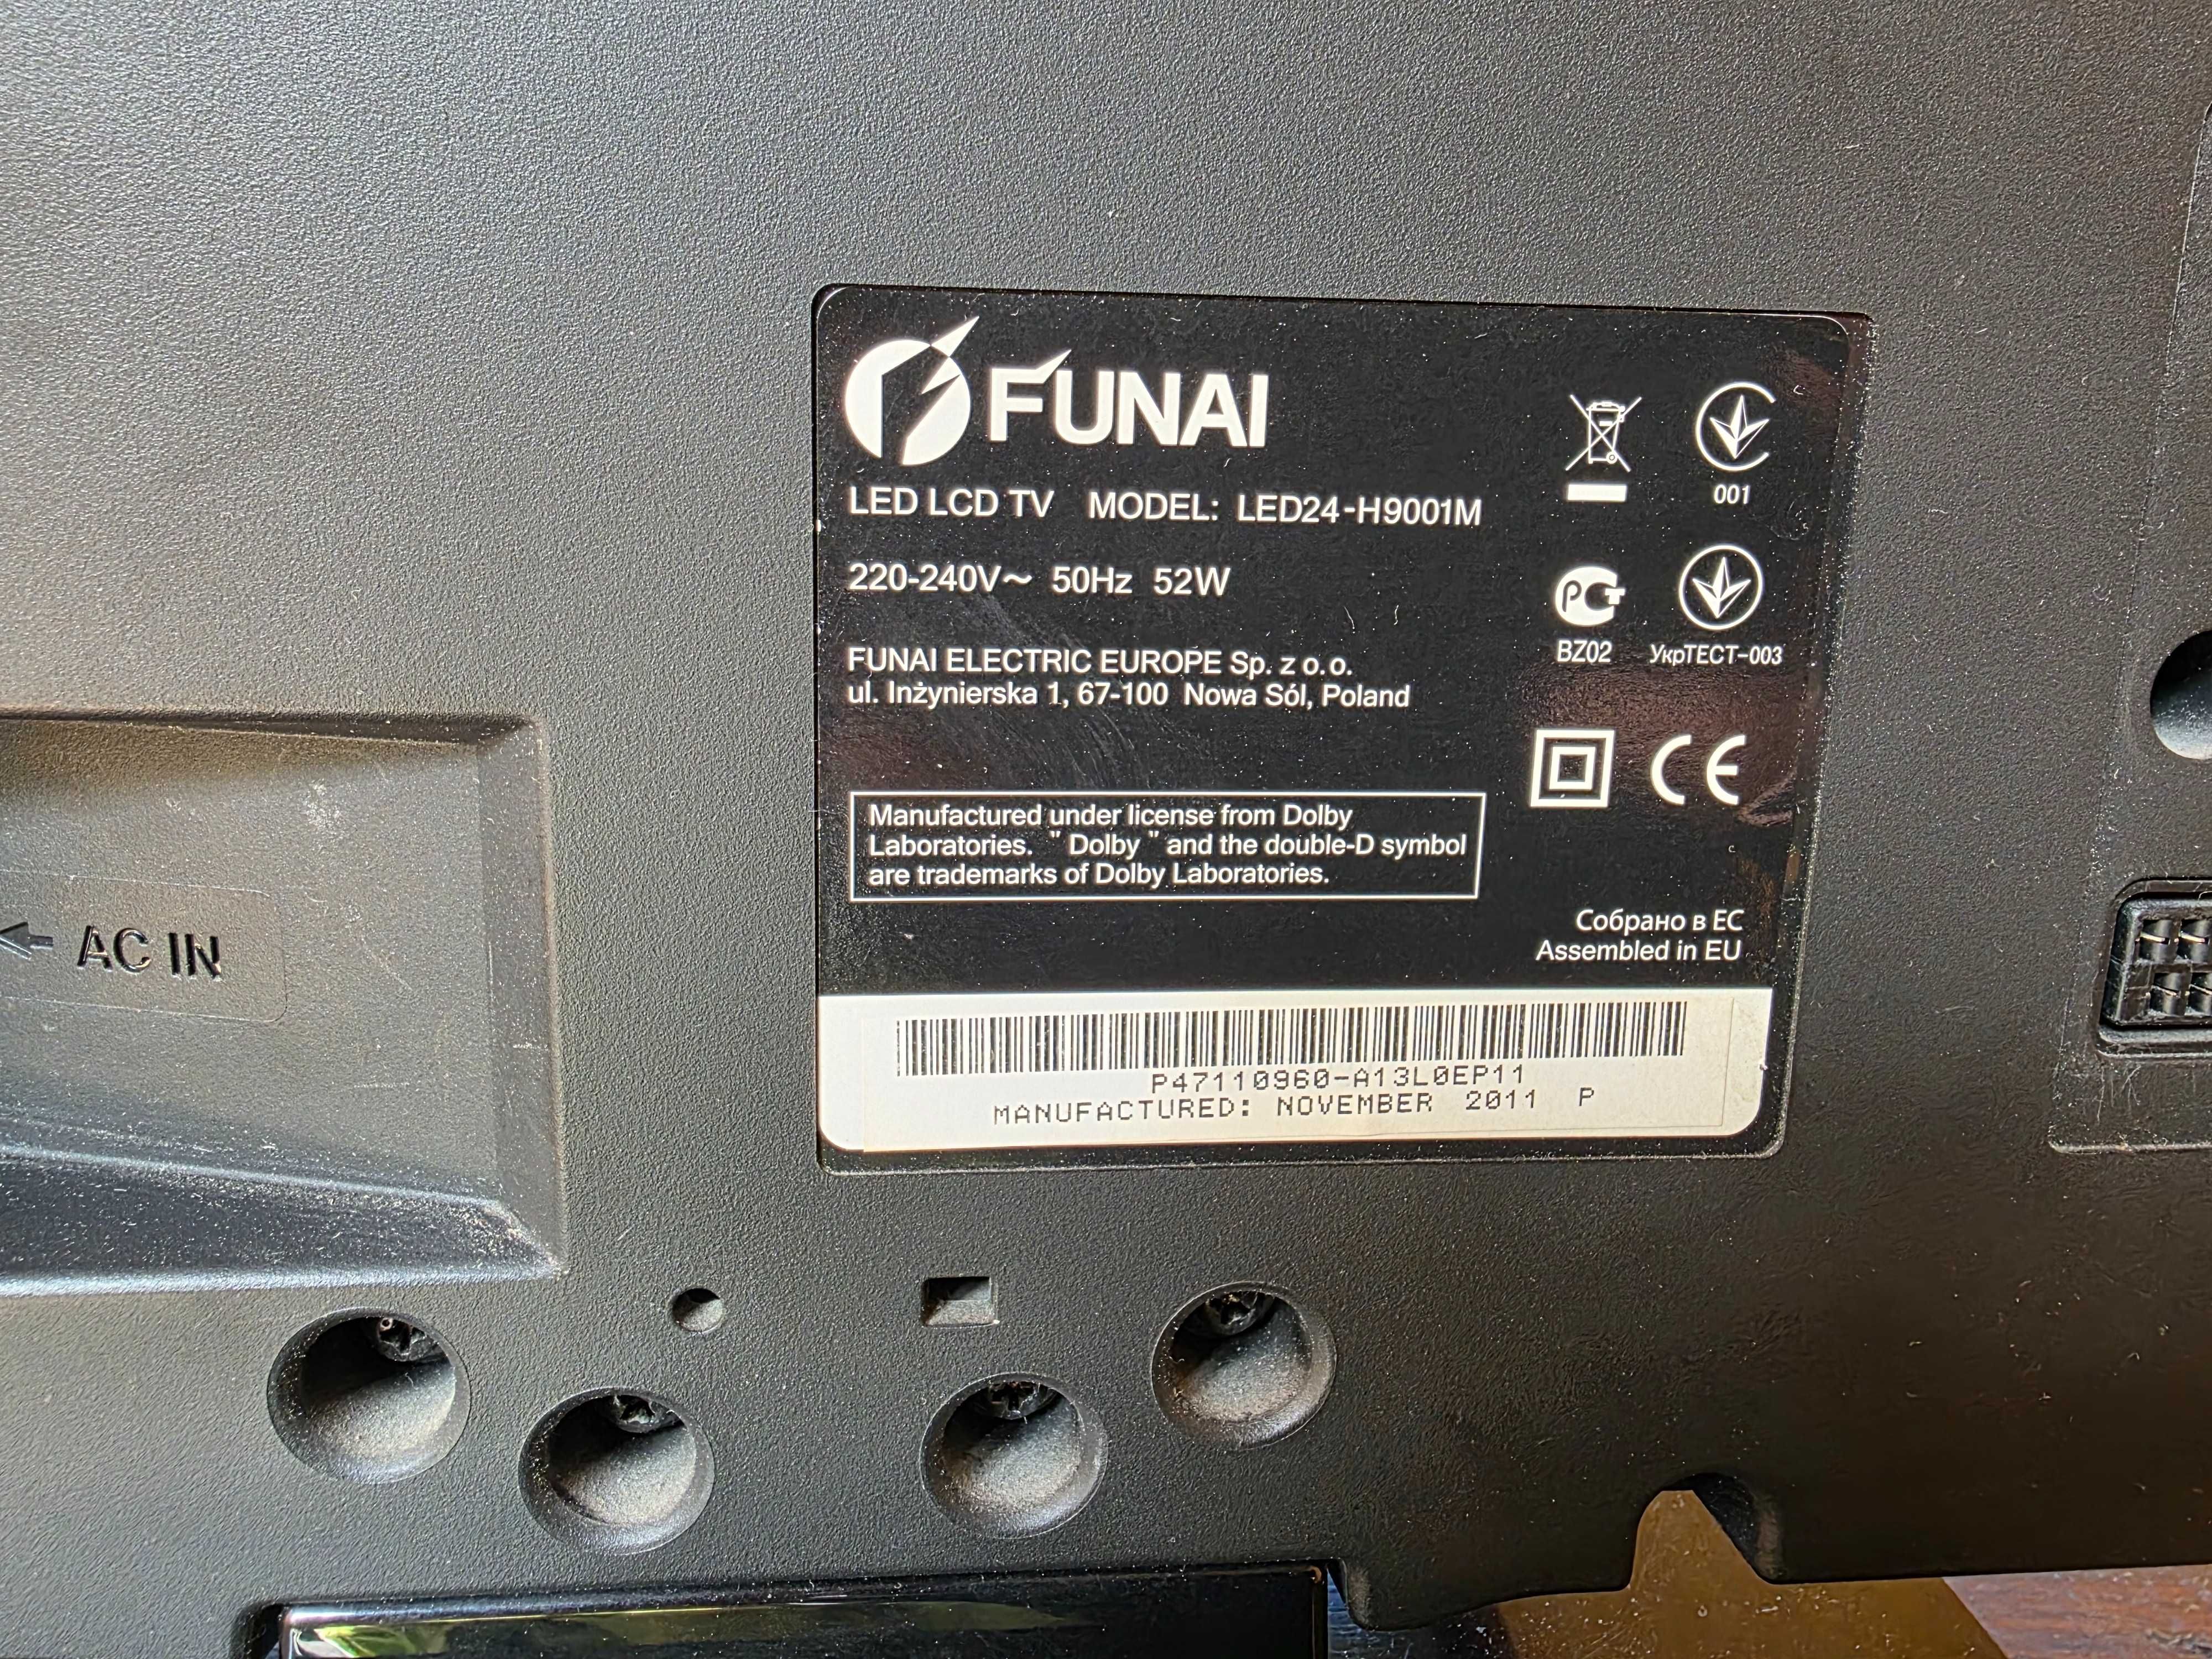 FUNAI
LED LCD TV MODEL: LED24-H9001M
001
220-240V~ 50Hz 52W
BZ02 УкрТЕСТ-003
FUNAI ELECTRIC EUROPE Sp. z o.o.
ul. Inżynierska 1, 67-100 Nowa Sól, Poland
CE
Manufactured under license from Dolby
Laboratories. " Dolby " and the double-D symbol
are trademarks of Dolby Laboratories.
Собрано в ЕС
Assembled in EU
P47110960-A13L0EP11
MANUFACTURED: NOVEMBER 2011 P
AC IN